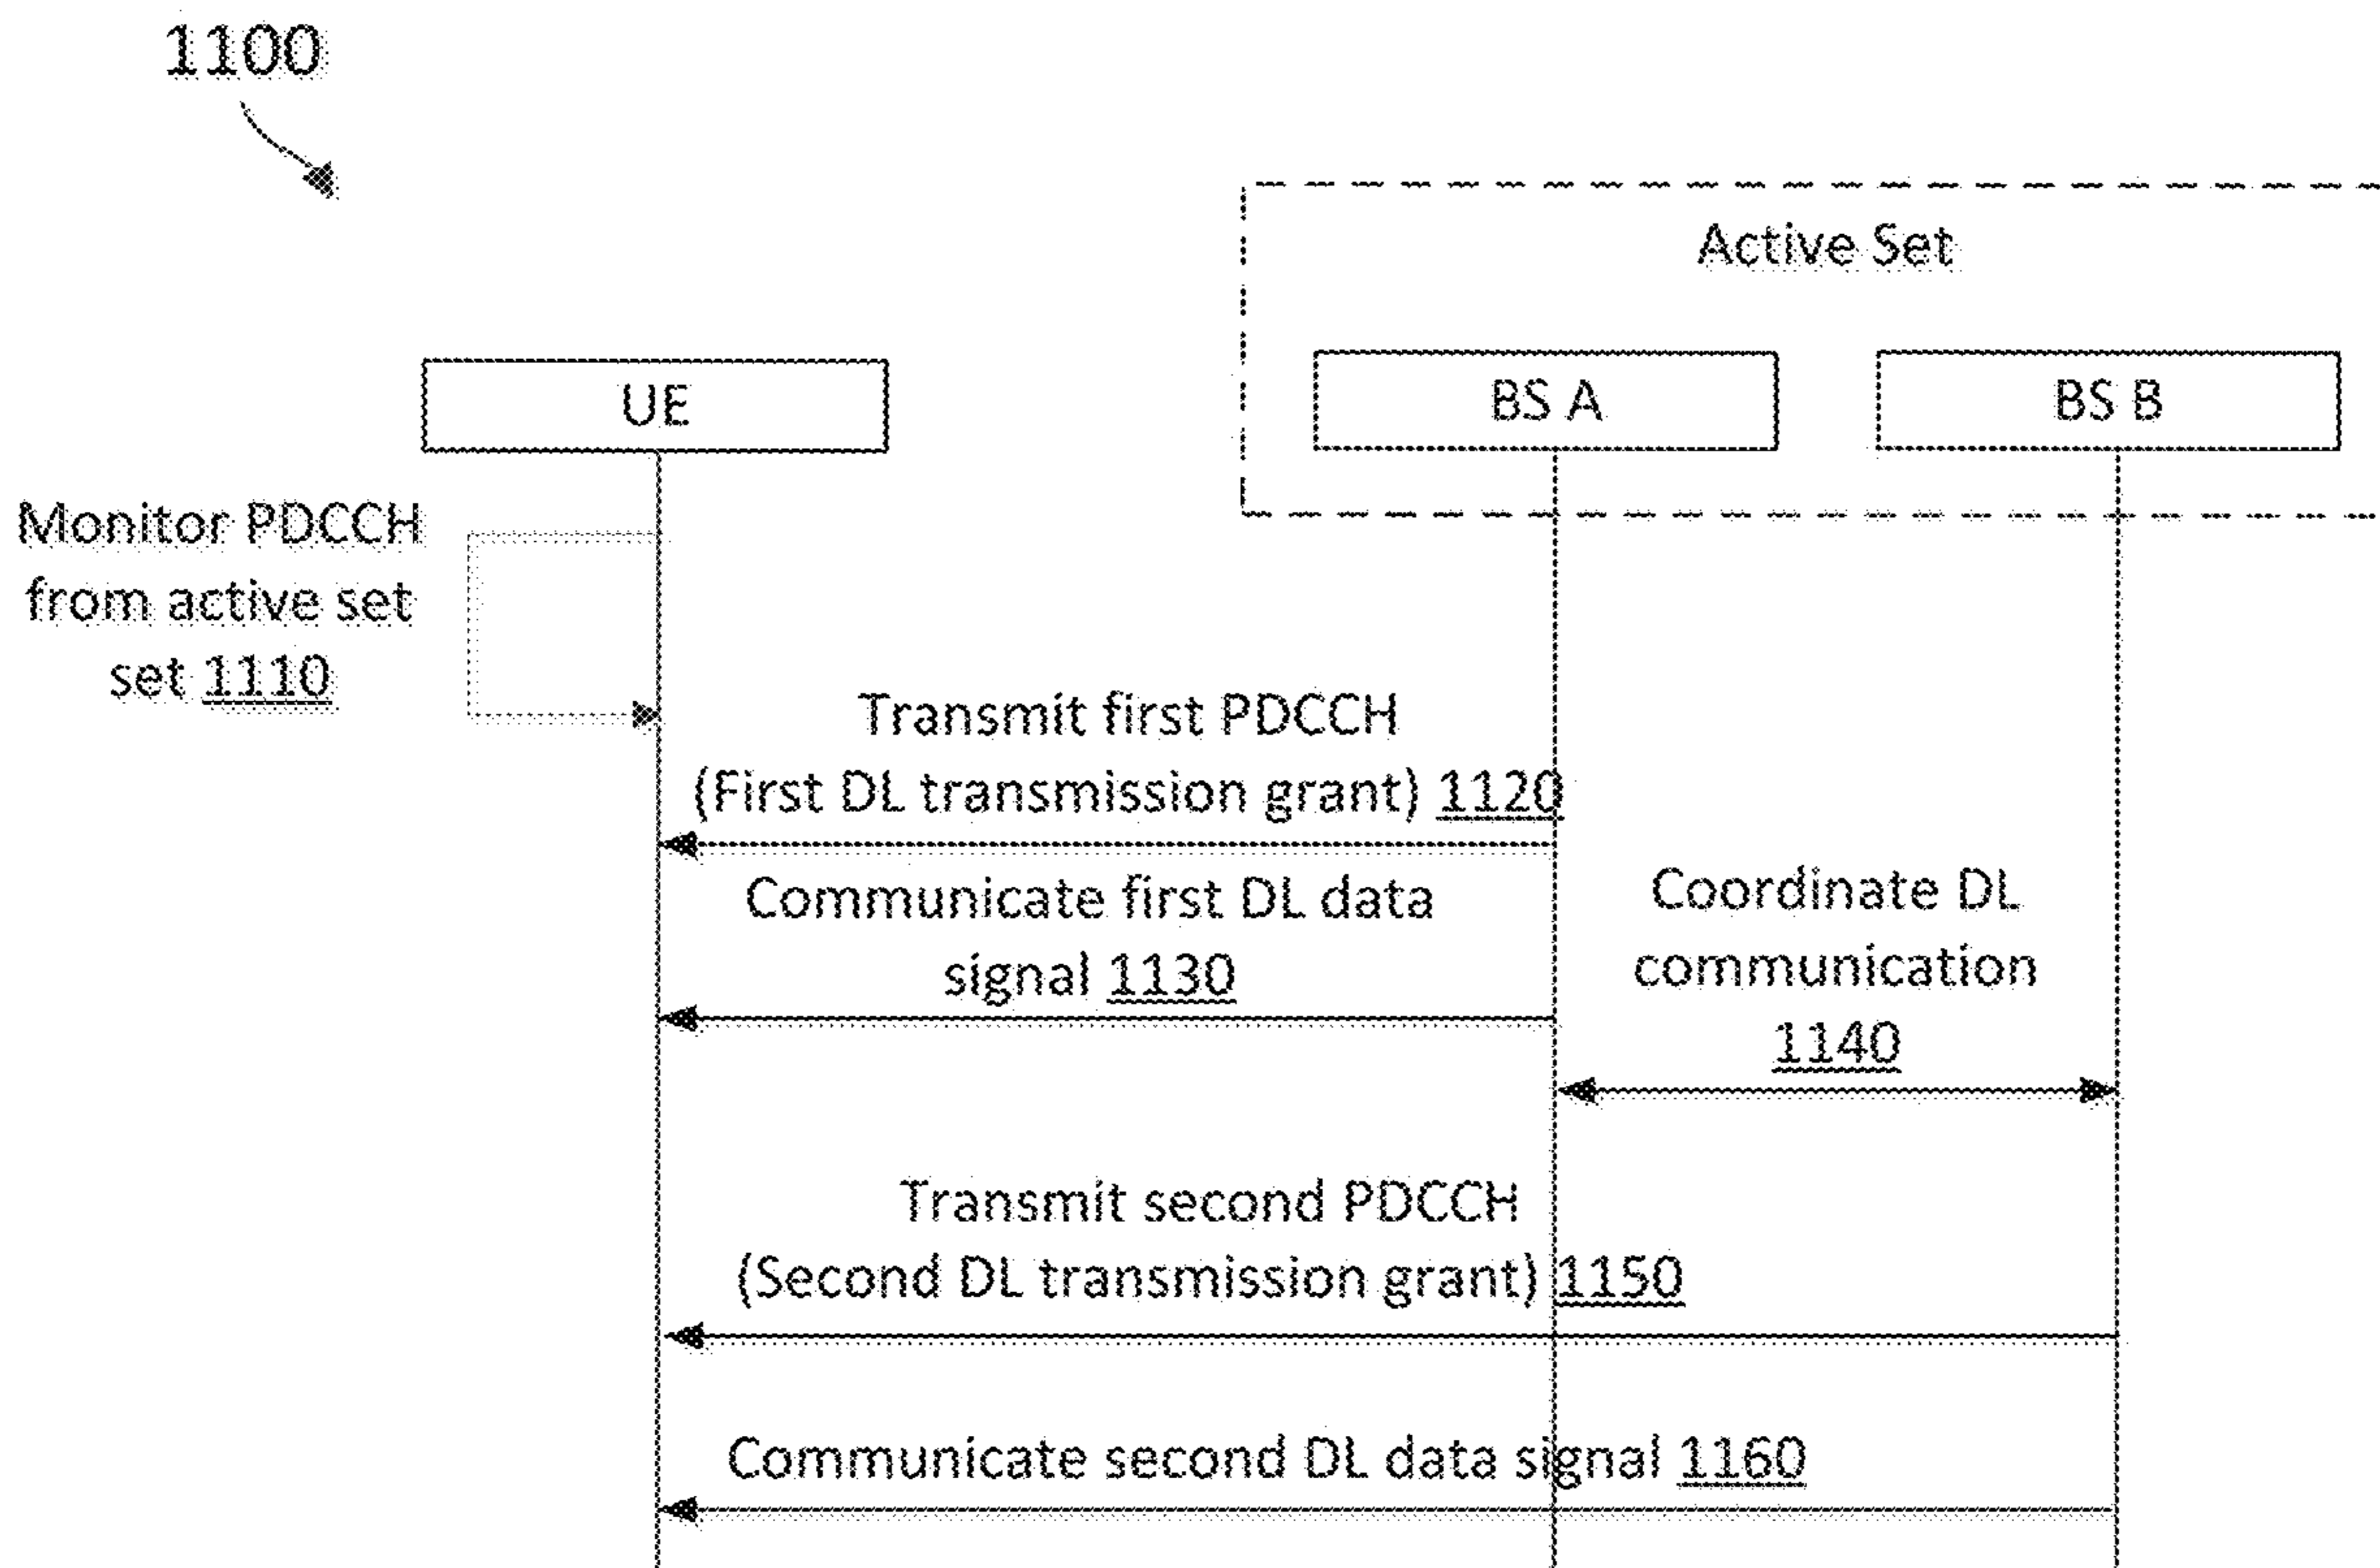 1100
Active Set
UE
BS A
BS B
Monitor PDCCH
from active set
set 1110
Transmit first PDCCH
(First DL transmission grant) 1120
Communicate first DL data
signal 1130
Coordinate DL
communication
1140
Transmit second PDCCH
(Second DL transmission grant) 1150
Communicate second DL data signal 1160